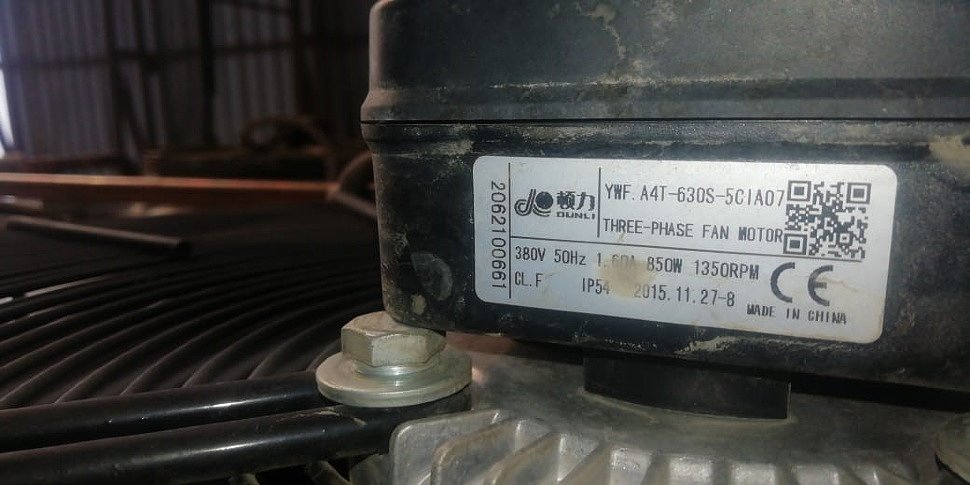 2062100661
顿力
DUNLI
YWF.A4T-630S-5CIA07
THREE-PHASE FAN MOTOR
380V 50Hz 1.60A 850W 1350RPM
CL.F IP54 2015.11.27-8
CE
MADE IN CHINA